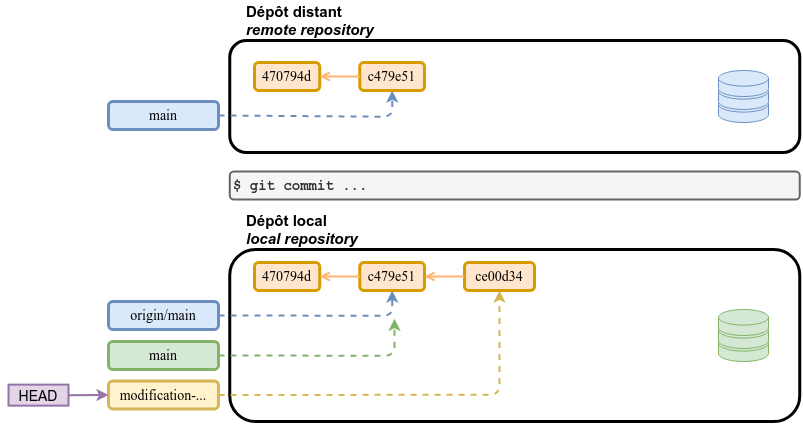 Dépôt distant
remote repository
470794d c479e51
main
$ git commit ...
Dépôt local
local repository
470794d c479e51 ce00d34
origin/main
main
HEAD modification-...